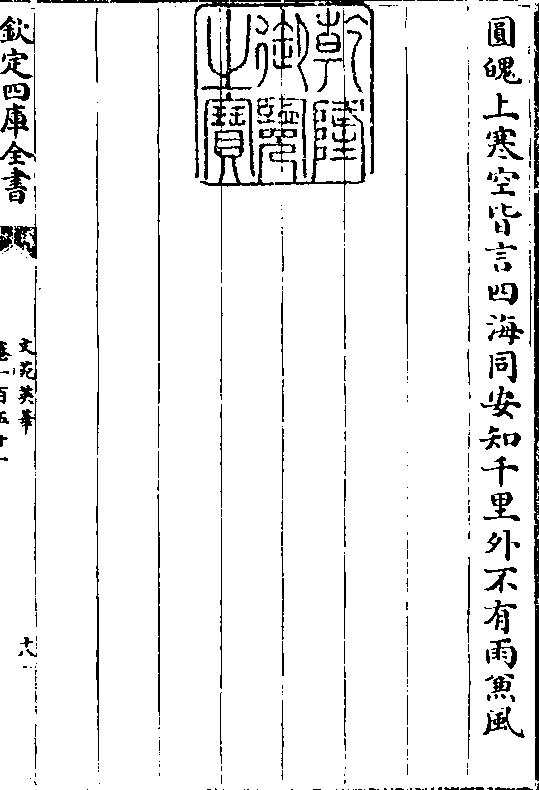 圓魄上寒空皆言四海同安知千里外不有雨兼風
乾隆御覽之寶
欽定四庫全書
文苑英華
卷一百五十一
十八